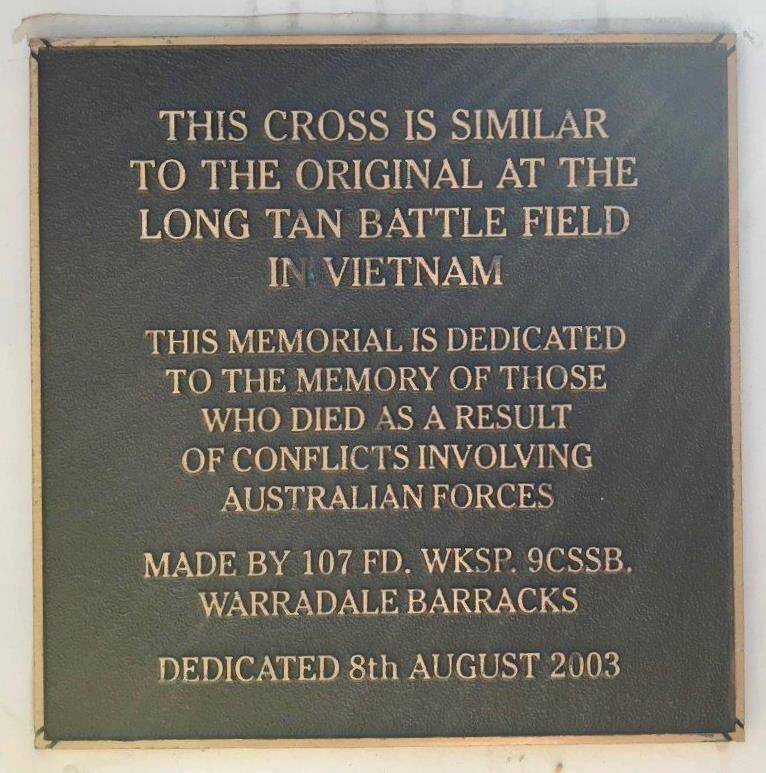 THIS CROSS IS SIMILAR
TO THE ORIGINAL AT THE
LONG TAN BATTLE FIELD
IN VIETNAM
THIS MEMORIAL IS DEDICATED
TO THE MEMORY OF THOSE
WHO DIED AS A RESULT
OF CONFLICTS INVOLVING
AUSTRALIAN FORCES
MADE BY 107 FD. WKSP. 9CSSB.
WARRADALE BARRACKS
DEDICATED 8th AUGUST 2003